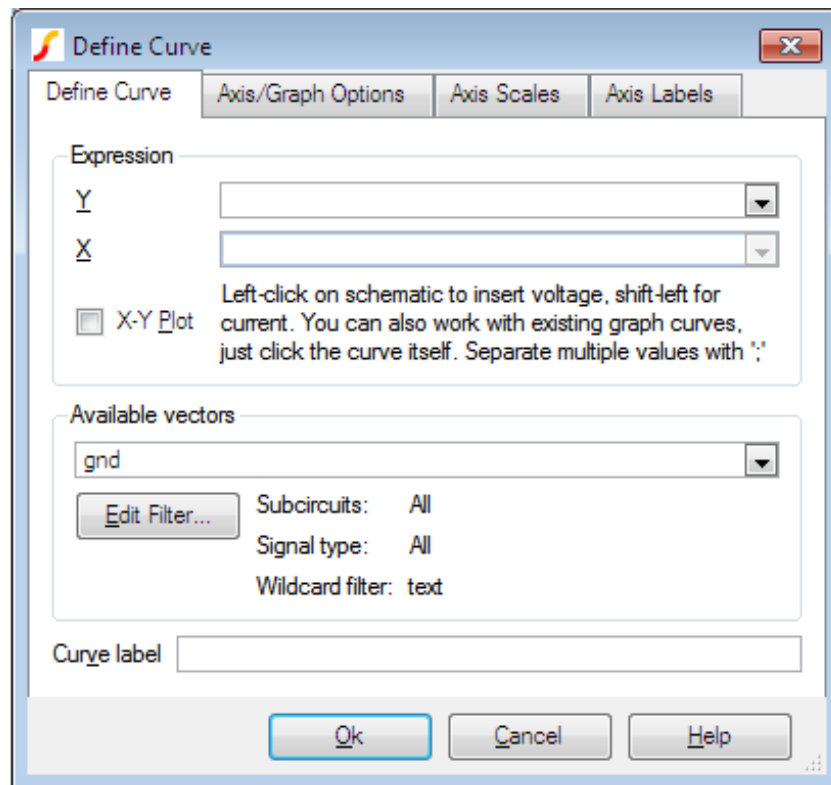 Define Curve
Define Curve Axis/Graph Options Axis Scales Axis Labels
Expression
Y
X
X-Y Plot
Left-click on schematic to insert voltage, shift-left for
current. You can also work with existing graph curves,
just click the curve itself. Separate multiple values with ';'
Available vectors
gnd
Edit Filter...
Subcircuits: All
Signal type: All
Wildcard filter: text
Curve label
Ok Cancel Help